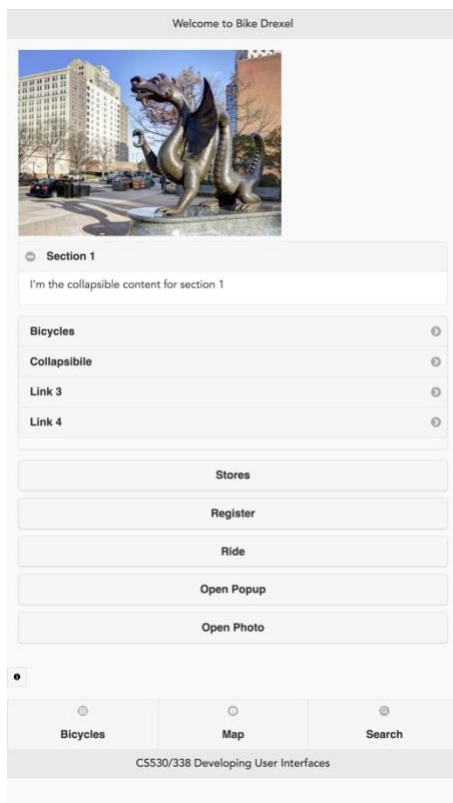 Welcome to Bike Drexel
Section 1
I'm the collapsible content for section 1
Bicycles
Collapsibile
Link 3
Link 4
Stores
Register
Ride
Open Popup
Open Photo
Bicycles Map Search
CS530/338 Developing User Interfaces